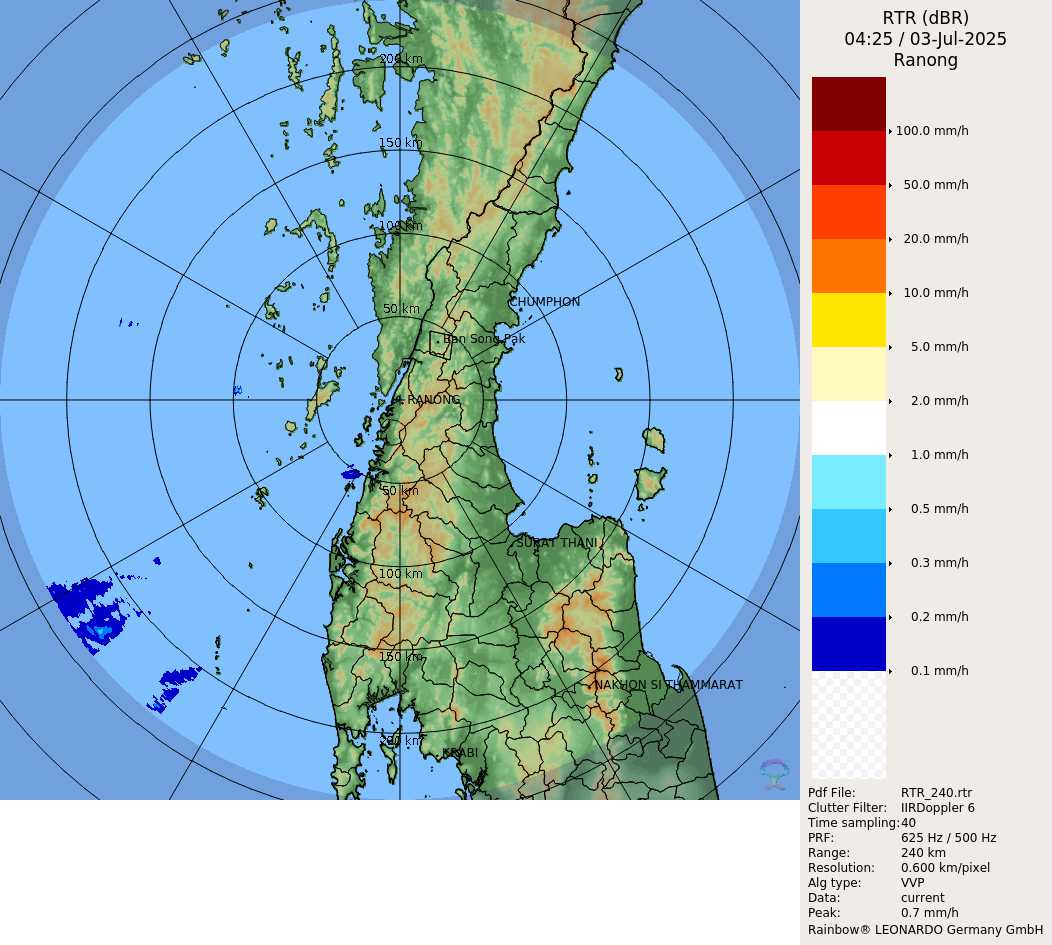 RTR (dBR)
04:25 / 03-Jul-2025
Ranong
200 km
150 km
100 km
50 km
CHUMPHON
Ban Song Pak
RANONG
50 km
SURAT THANI
100 km
150 km
NAKHON SI THAMMARAT
200 km
KRABI
100.0 mm/h
50.0 mm/h
20.0 mm/h
10.0 mm/h
5.0 mm/h
2.0 mm/h
1.0 mm/h
0.5 mm/h
0.3 mm/h
0.2 mm/h
0.1 mm/h
Pdf File: RTR_240.rtr
Clutter Filter: IIRDoppler 6
Time sampling: 40
PRF: 625 Hz / 500 Hz
Range: 240 km
Resolution: 0.600 km/pixel
Alg type: VVP
Data: current
Peak: 0.7 mm/h
Rainbow® LEONARDO Germany GmbH